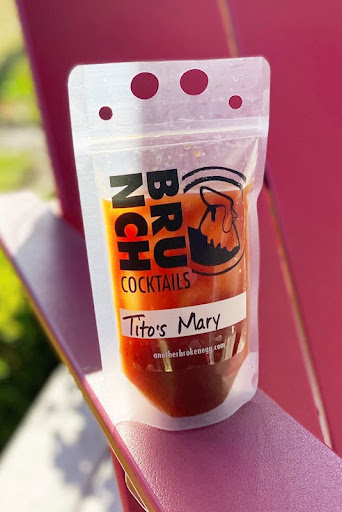 BRU
NCH
COCKTAILS
Tito's Mary
anotherbrokenegg.com